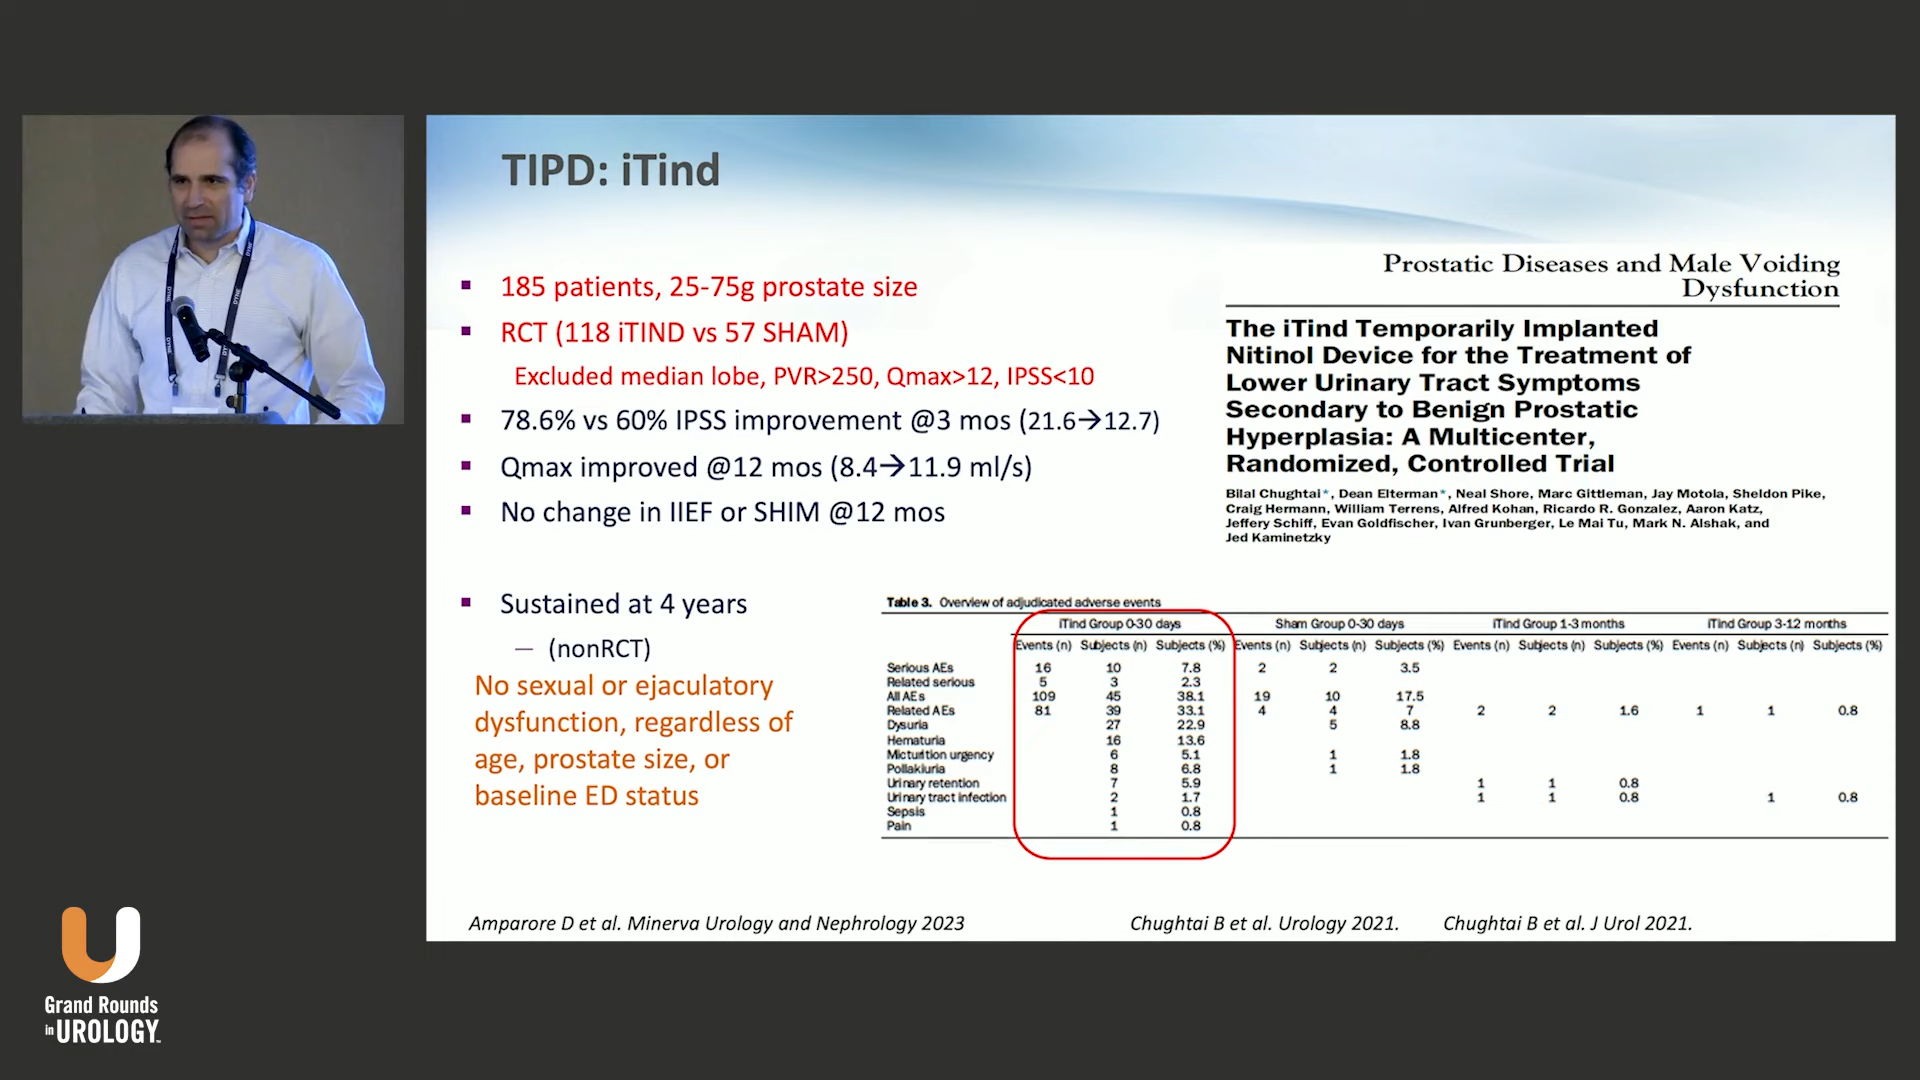 TIPD: iTind
▪ 185 patients, 25-75g prostate size
▪ RCT (118 iTIND vs 57 SHAM)
Excluded median lobe, PVR>250, Qmax>12, IPSS<10
▪ 78.6% vs 60% IPSS improvement @3 mos (21.6→12.7)
▪ Qmax improved @12 mos (8.4→11.9 ml/s)
▪ No change in IIEF or SHIM @12 mos
▪ Sustained at 4 years
— (nonRCT)
No sexual or ejaculatory
dysfunction, regardless of
age, prostate size, or
baseline ED status
Prostatic Diseases and Male Voiding
Dysfunction
The iTind Temporarily Implanted
Nitinol Device for the Treatment of
Lower Urinary Tract Symptoms
Secondary to Benign Prostatic
Hyperplasia: A Multicenter,
Randomized, Controlled Trial
Bilal Chughtai*, Dean Elterman*, Neal Shore, Marc Gittleman, Jay Motola, Sheldon Pike,
Craig Hermann, William Terrens, Alfred Kohan, Ricardo R. Gonzalez, Aaron Katz,
Jeffery Schiff, Evan Goldfischer, Ivan Grunberger, Le Mai Tu, Mark N. Alshak, and
Jed Kaminetzky
Table 3. Overview of adjudicated adverse events
iTind Group 0-30 days Sham Group 0-30 days iTind Group 1-3 months iTind Group 3-12 months
Events (n) Subjects (n) Subjects (%) Events (n) Subjects (n) Subjects (%) Events (n) Subjects (n) Subjects (%) Events (n) Subjects (n) Subjects (%)
Serious AEs 16 10 7.8 2 2 3.5
Related serious 5 3 2.3
All AEs 109 45 38.1 19 10 17.5
Related AEs 81 39 33.1 4 4 7 2 2 1.6 1 1 0.8
Dysuria 27 22.9 5 8.8
Hematuria 16 13.6
Micturition urgency 6 5.1 1 1.8
Pollakiuria 8 6.8 1 1.8
Urinary retention 7 5.9 1 1 0.8
Urinary tract infection 2 1.7 1 1 0.8 1 0.8
Sepsis 1 0.8
Pain 1 0.8
Amparore D et al. Minerva Urology and Nephrology 2023 Chughtai B et al. Urology 2021. Chughtai B et al. J Urol 2021.
Grand Rounds
in UROLOGY™